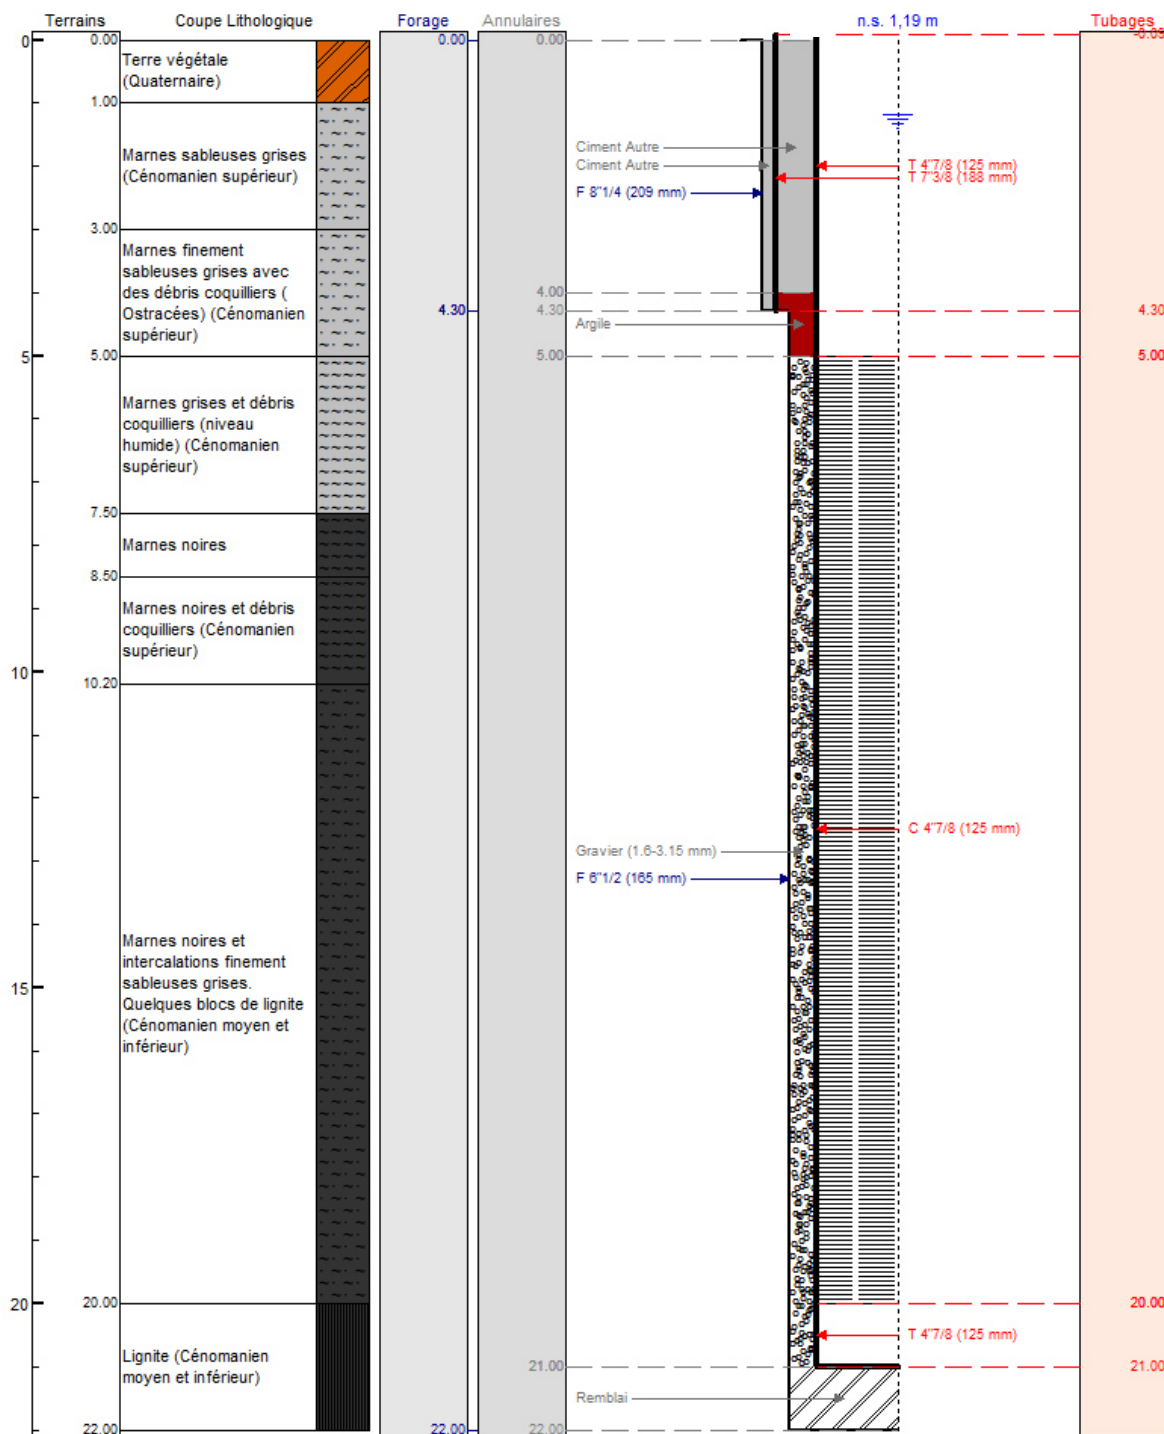 Terrains
Coupe Lithologique
Forage
Annulaires
n.s. 1,19 m
Tubages
0
0.00
0.00
0.00
Terre végétale
(Quaternaire)
1.00
Marnes sableuses grises
(Cénomanien supérieur)
Ciment Autre
Ciment Autre
F 8"1/4 (209 mm)
T 4"7/8 (125 mm)
T 7"3/8 (188 mm)
3.00
Marnes finement
sableuses grises avec
des débris coquilliers (
Ostracées) (Cénomanien
supérieur)
4.00
4.30
4.30
4.30
Argile
5
5.00
5.00
5.00
Marnes grises et débris
coquilliers (niveau
humide) (Cénomanien
supérieur)
7.50
Marnes noires
8.50
Marnes noires et débris
coquilliers (Cénomanien
supérieur)
10
10.20
C 4"7/8 (125 mm)
Gravier (1.6-3.15 mm)
F 6"1/2 (165 mm)
Marnes noires et
intercalations finement
sableuses grises.
Quelques blocs de lignite
(Cénomanien moyen et
inférieur)
15
20
20.00
20.00
T 4"7/8 (125 mm)
Lignite (Cénomanien
moyen et inférieur)
21.00
21.00
Remblai
22.00
22.00
22.00